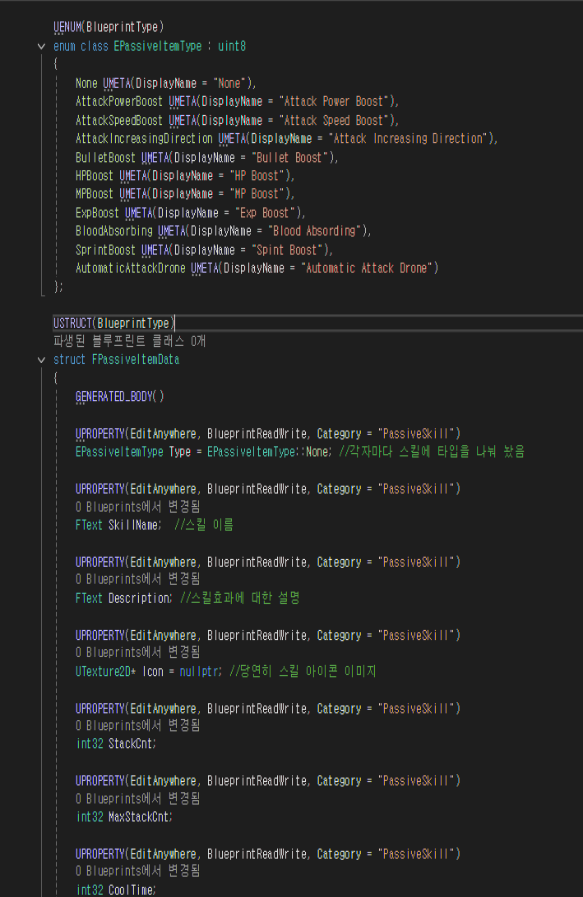 UENUM(BlueprintType)
enum class EPassiveItemType : uint8
{
None UMETA(DisplayName = "None"),
AttackPowerBoost UMETA(DisplayName = "Attack Power Boost"),
AttackSpeedBoost UMETA(DisplayName = "Attack Speed Boost"),
AttackIncreasingDirection UMETA(DisplayName = "Attack Increasing Direction"),
BulletBoost UMETA(DisplayName = "Bullet Boost"),
HPBoost UMETA(DisplayName = "HP Boost"),
MPBoost UMETA(DisplayName = "MP Boost"),
ExpBoost UMETA(DisplayName = "Exp Boost"),
BloodAbsorbing UMETA(DisplayName = "Blood Absording"),
SprintBoost UMETA(DisplayName = "Spint Boost"),
AutomaticAttackDrone UMETA(DisplayName = "Automatic Attack Drone")
};
USTRUCT(BlueprintType)
파생된 블루프린트 클래스 0개
struct FPassiveItemData
{
GENERATED_BODY()
UPROPERTY(EditAnywhere, BlueprintReadWrite, Category = "PassiveSkill")
EPassiveItemType Type = EPassiveItemType::None; //각자마다 스킬에 타입을 나눠 놨음
UPROPERTY(EditAnywhere, BlueprintReadWrite, Category = "PassiveSkill")
0 Blueprints에서 변경됨
FText SkillName; //스킬 이름
UPROPERTY(EditAnywhere, BlueprintReadWrite, Category = "PassiveSkill")
0 Blueprints에서 변경됨
FText Description; //스킬효과에 대한 설명
UPROPERTY(EditAnywhere, BlueprintReadWrite, Category = "PassiveSkill")
0 Blueprints에서 변경됨
UTexture2D* Icon = nullptr; //당연히 스킬 아이콘 이미지
UPROPERTY(EditAnywhere, BlueprintReadWrite, Category = "PassiveSkill")
0 Blueprints에서 변경됨
int32 StackCnt;
UPROPERTY(EditAnywhere, BlueprintReadWrite, Category = "PassiveSkill")
0 Blueprints에서 변경됨
int32 MaxStackCnt;
UPROPERTY(EditAnywhere, BlueprintReadWrite, Category = "PassiveSkill")
0 Blueprints에서 변경됨
int32 CoolTime;